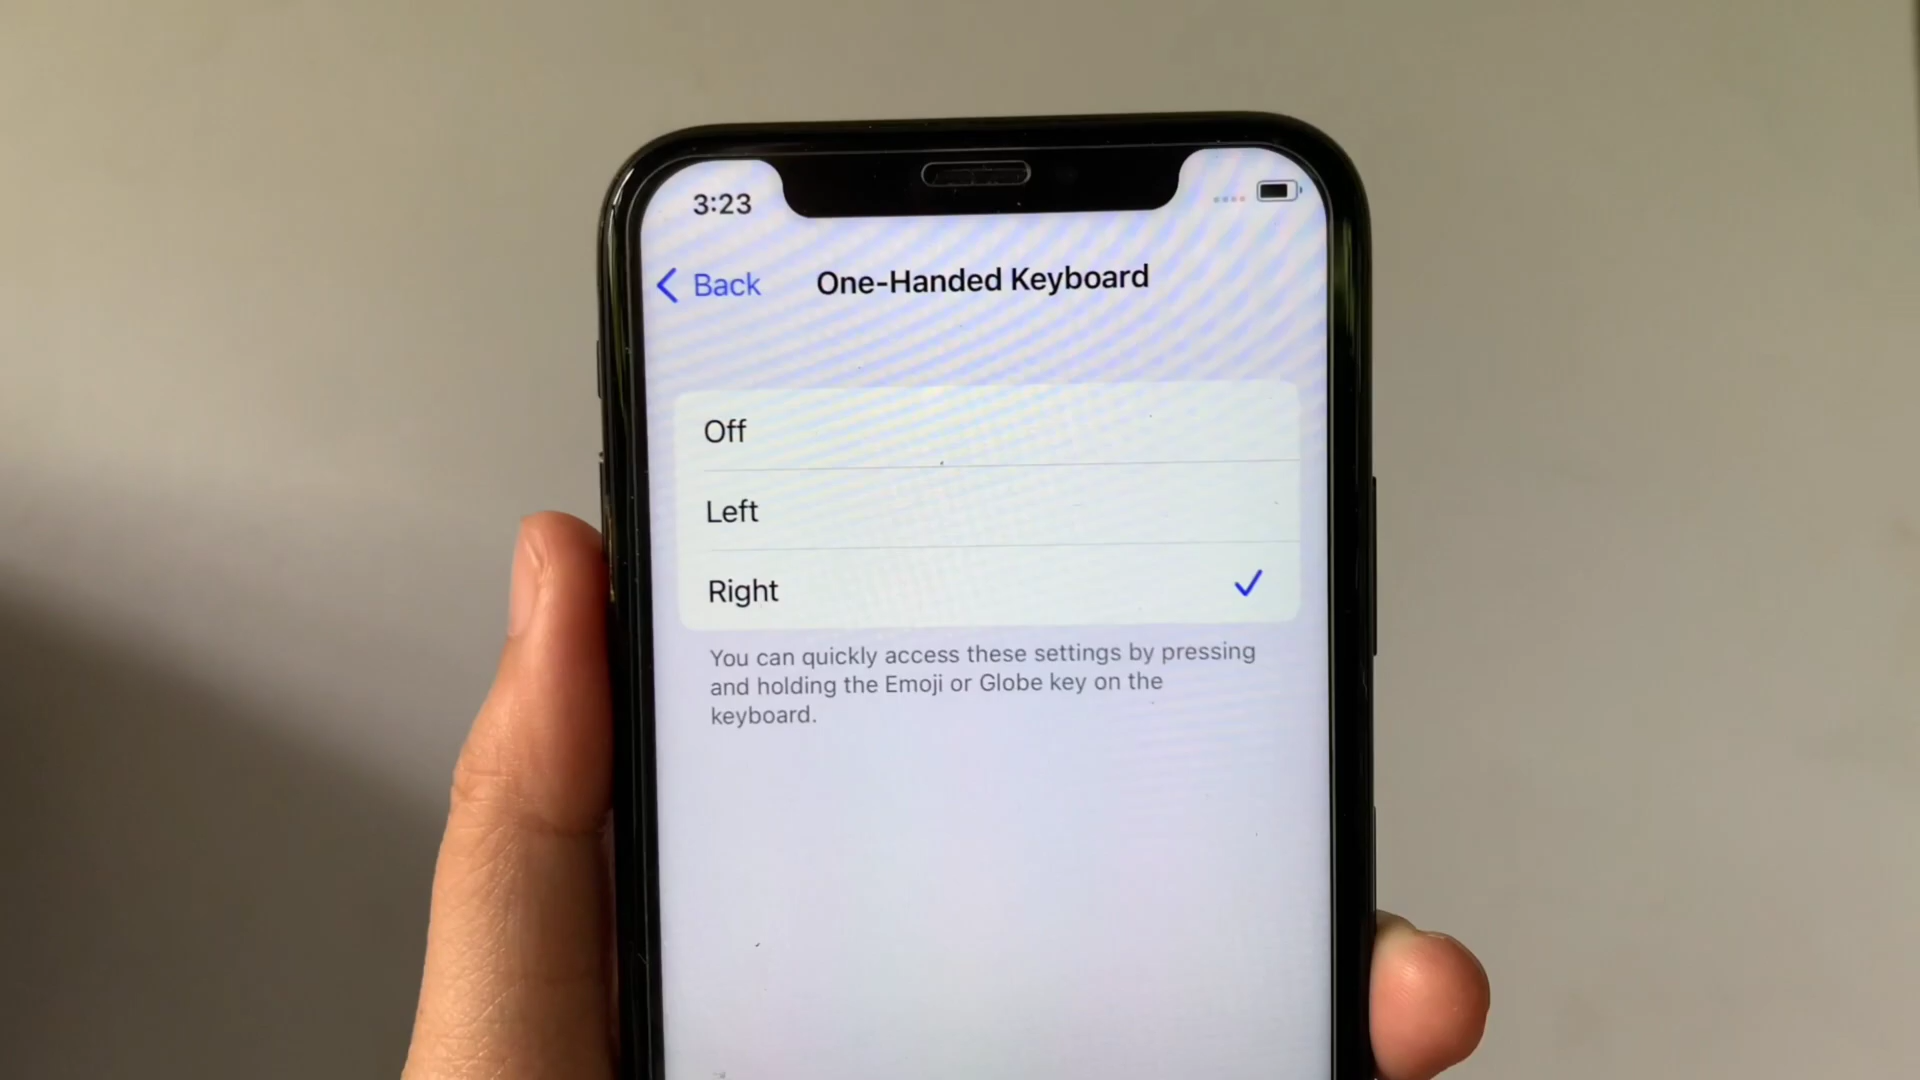 3:23
Back
One-Handed Keyboard
Off
Left
Right
You can quickly access these settings by pressing
and holding the Emoji or Globe key on the
keyboard.